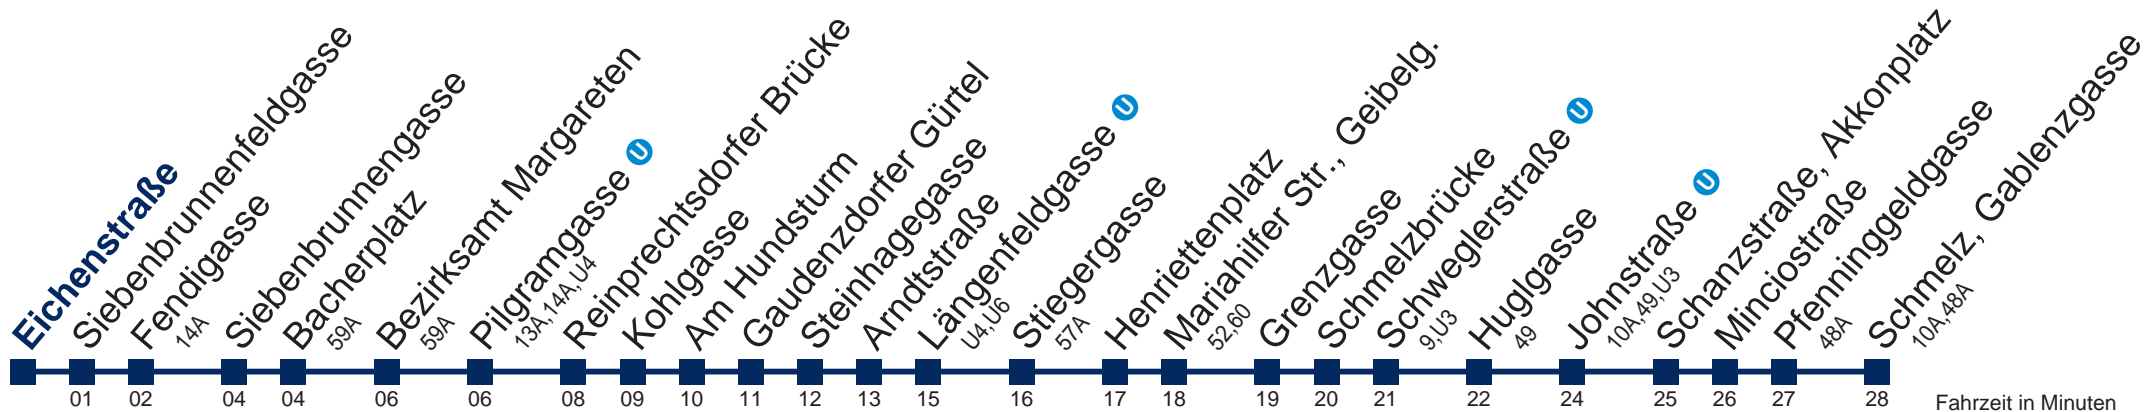 Eichenstraße
Siebenbrunnenfeldgasse
Fendigasse
14A
Siebenbrunnengasse
Bacherplatz
59A
Bezirksamt Margareten
59A
Pilgramgasse U
13A,14A,U4
Reinprechtsdorfer Brücke
Kohlgasse
Am Hundsturm
Gaudenzdorfer Gürtel
Steinhagegasse
Arndtstraße
Längenfeldgasse U
U4,U6
Stiegergasse
57A
Henriettenplatz
Mariahilfer Str., Geibelg.
52,60
Grenzgasse
Schmelzbrücke
Schweglerstraße U
9,U3
Huglgasse
49
Johnstraße U
10A,49,U3
Schanzstraße, Akkonplatz
Minciostraße
Pfenninggeldgasse
48A
Schmelz, Gablenzgasse
10A,48A
01 02 04 04 06 06 08 09 10 11 12 13 15 16 17 18 19 20 21 22 24 25 26 27 28 Fahrzeit in Minuten